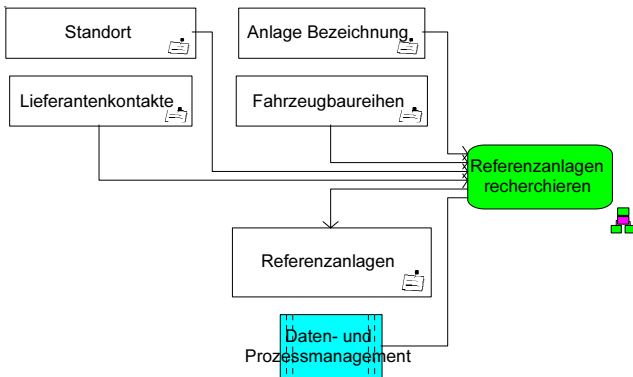 Standort
Anlage Bezeichnung
Lieferantenkontakte
Fahrzeugbaureihen
Referenzanlagen
recherchieren
Referenzanlagen
Daten- und
Prozessmanagement